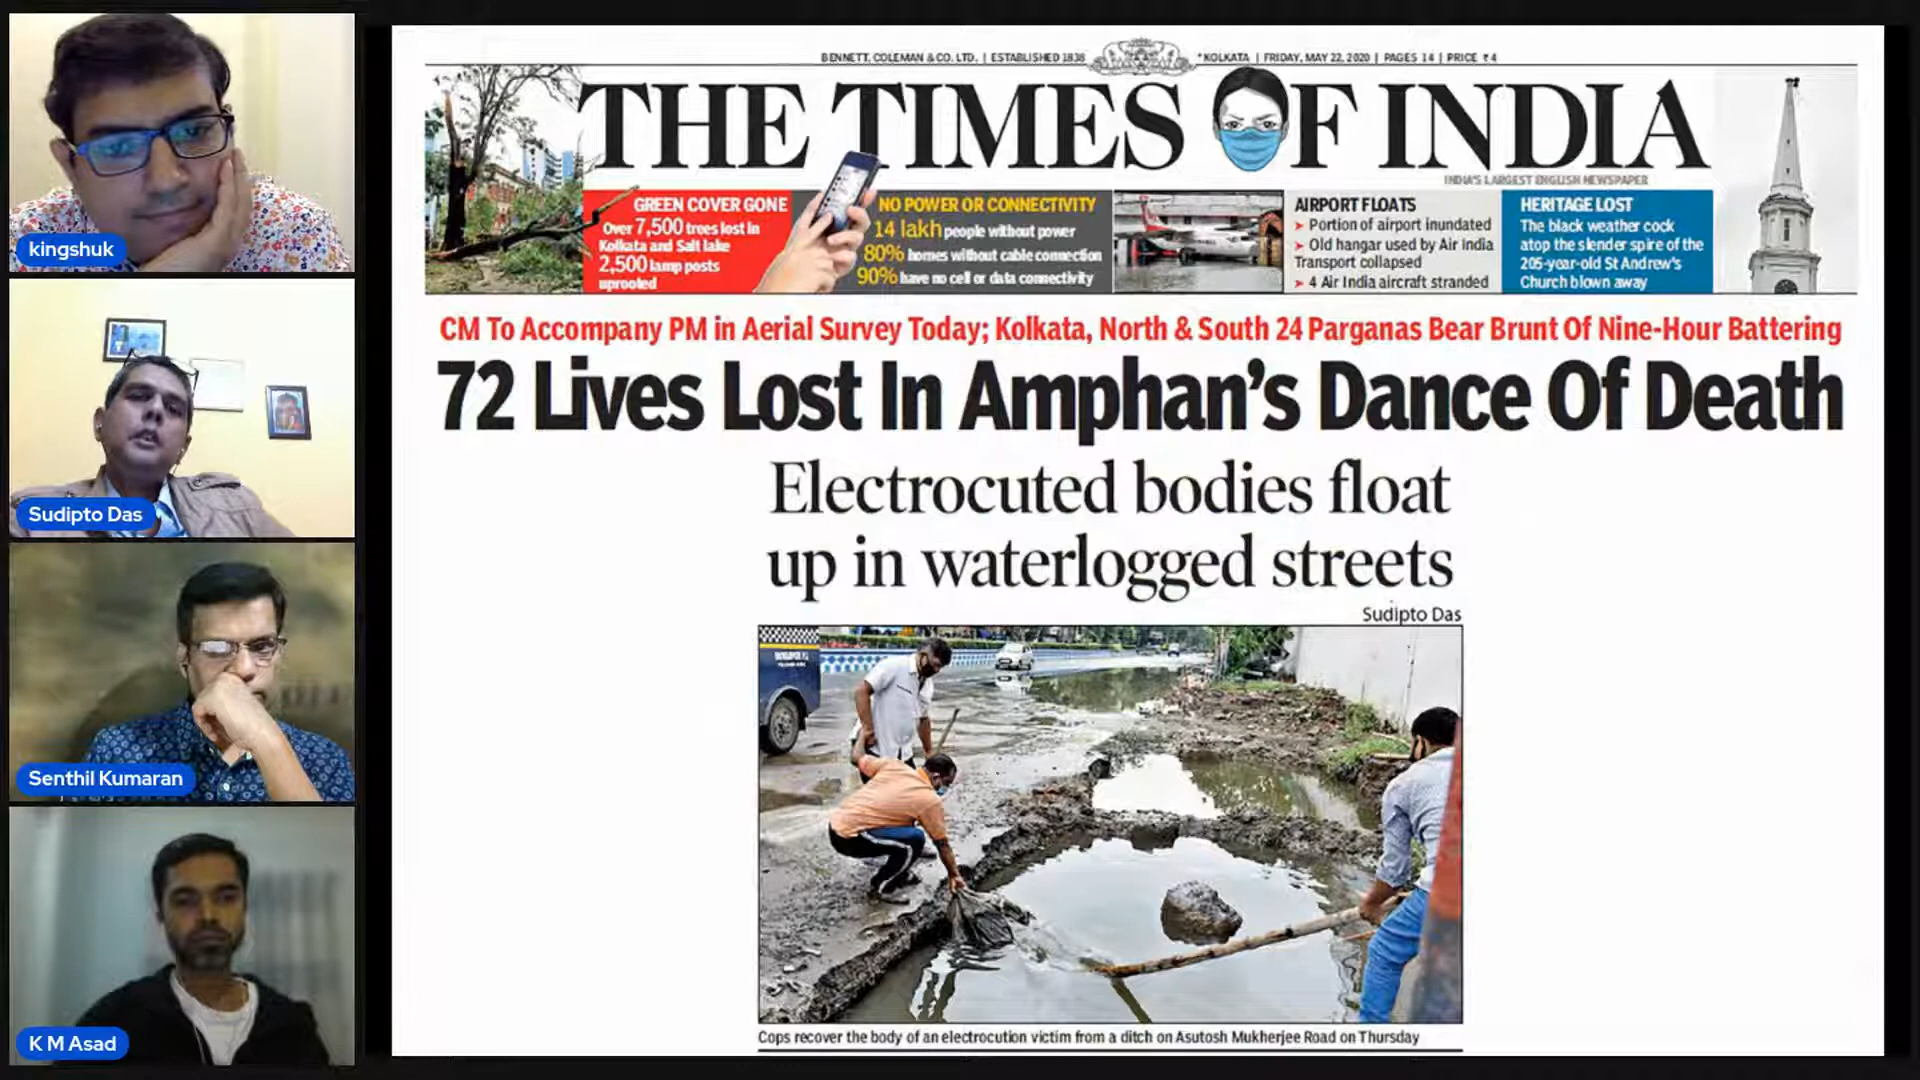 kingshuk
Sudipto Das
Senthil Kumaran
K M Asad
BENNETT, COLEMAN & CO. LTD. | ESTABLISHED 1838
*KOLKATA | FRIDAY, MAY 22, 2020 | PAGES 14 | PRICE ₹ 4
THE TIMES OF INDIA
INDIA'S LARGEST ENGLISH NEWSPAPER
GREEN COVER GONE
Over 7,500 trees lost in
Kolkata and Salt lake
2,500 lamp posts
uprooted
NO POWER OR CONNECTIVITY
14 lakh people without power
80% homes without cable connection
90% have no cell or data connectivity
AIRPORT FLOATS
➤ Portion of airport inundated
➤ Old hangar used by Air India
Transport collapsed
➤ 4 Air India aircraft stranded
HERITAGE LOST
The black weather cock
atop the slender spire of the
205-year-old St Andrew's
Church blown away
CM To Accompany PM in Aerial Survey Today; Kolkata, North & South 24 Parganas Bear Brunt Of Nine-Hour Battering
72 Lives Lost In Amphan's Dance Of Death
Electrocuted bodies float
up in waterlogged streets
Sudipto Das
Cops recover the body of an electrocution victim from a ditch on Asutosh Mukherjee Road on Thursday